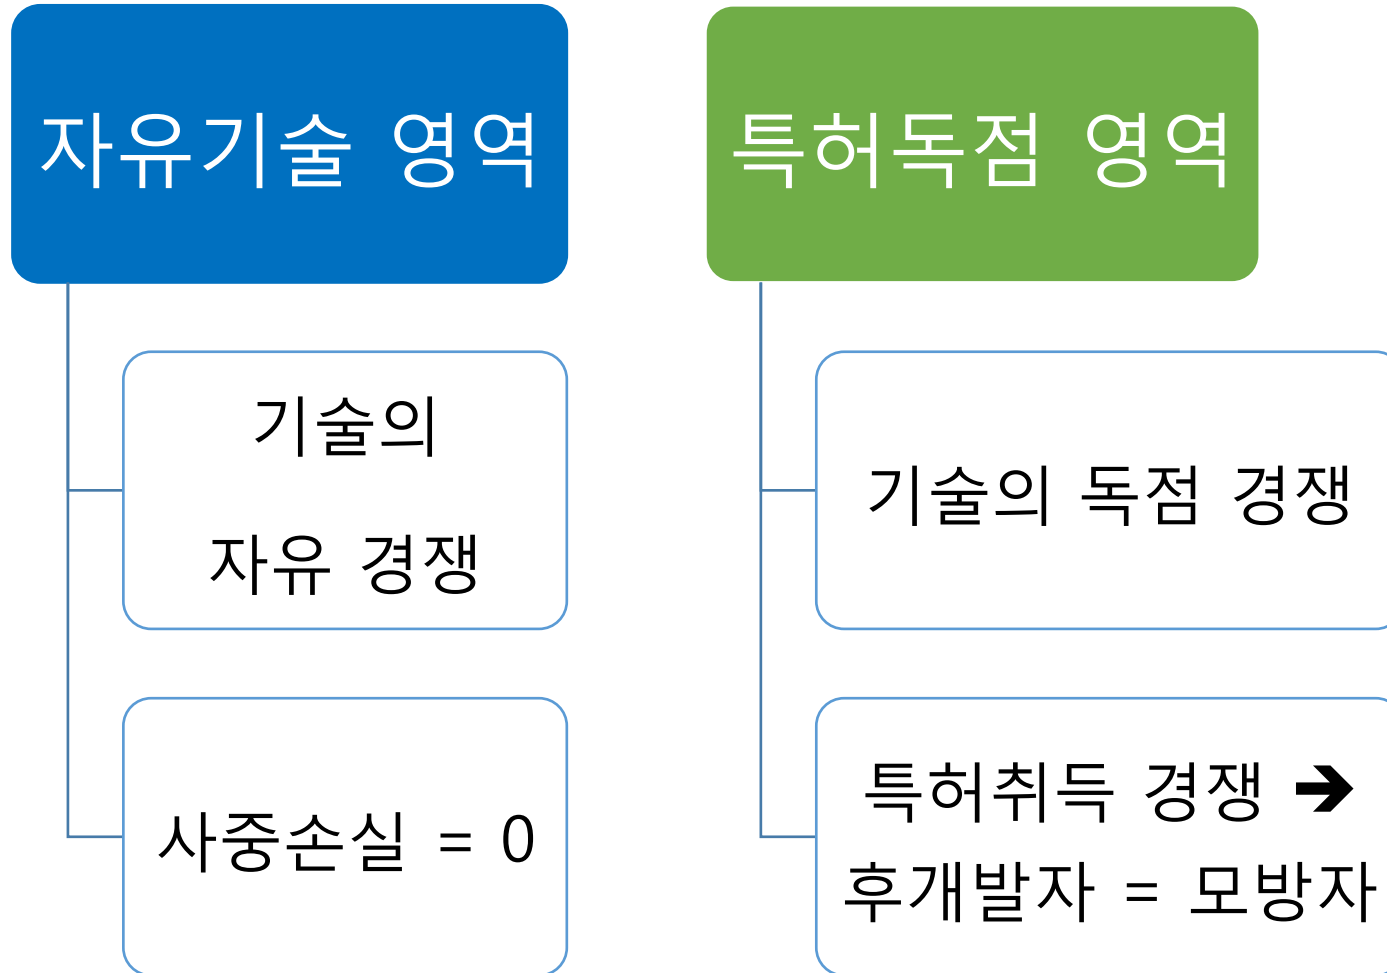 자유기술 영역
기술의
자유 경쟁
사중손실 = 0
특허독점 영역
기술의 독점 경쟁
특허취득 경쟁 ➔
후개발자 = 모방자